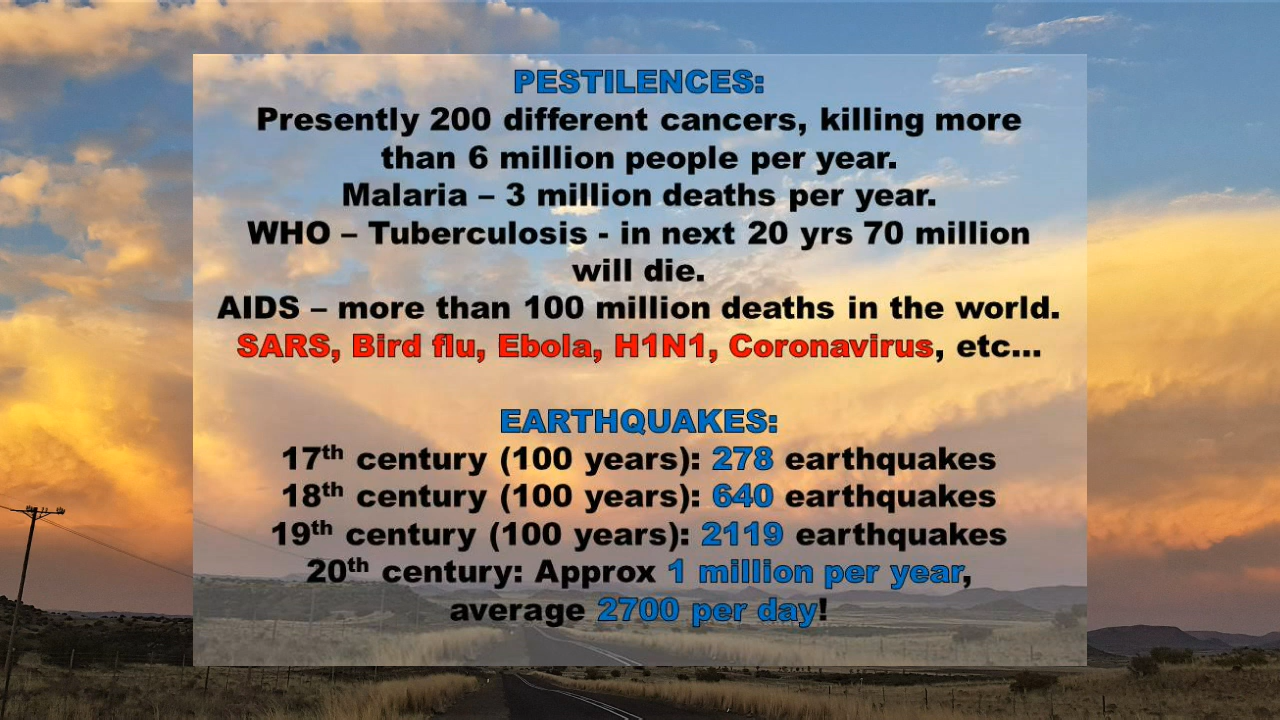 PESTILENCES:
Presently 200 different cancers, killing more
than 6 million people per year.
Malaria – 3 million deaths per year.
WHO – Tuberculosis - in next 20 yrs 70 million
will die.
AIDS – more than 100 million deaths in the world.
SARS, Bird flu, Ebola, H1N1, Coronavirus, etc...
EARTHQUAKES:
17th century (100 years): 278 earthquakes
18th century (100 years): 640 earthquakes
19th century (100 years): 2119 earthquakes
20th century: Approx 1 million per year,
average 2700 per day!